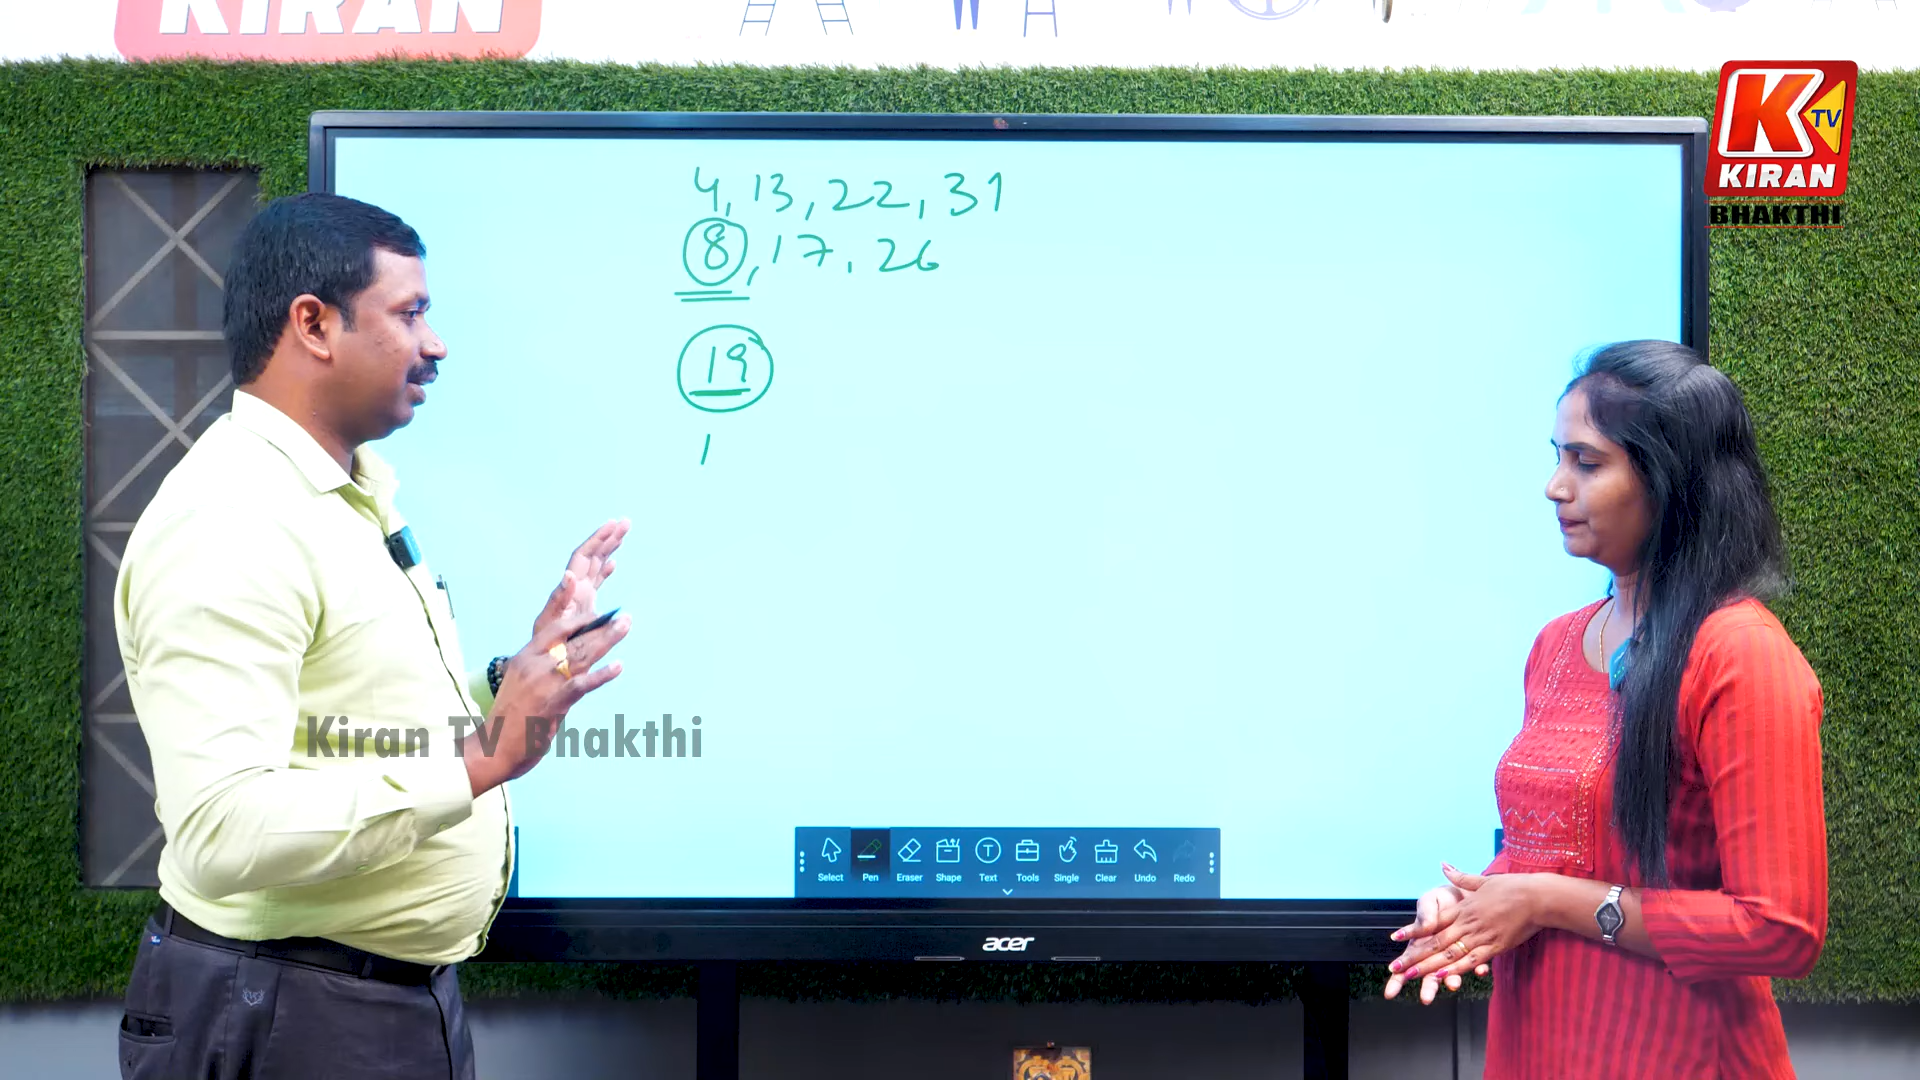 KIRAN
K TV
KIRAN
BHAKTHI
4, 13, 22, 31
8, 17, 26
19
1
Kiran TV Bhakthi
Select Pen Eraser Shape Text Tools Single Clear Undo Redo
acer